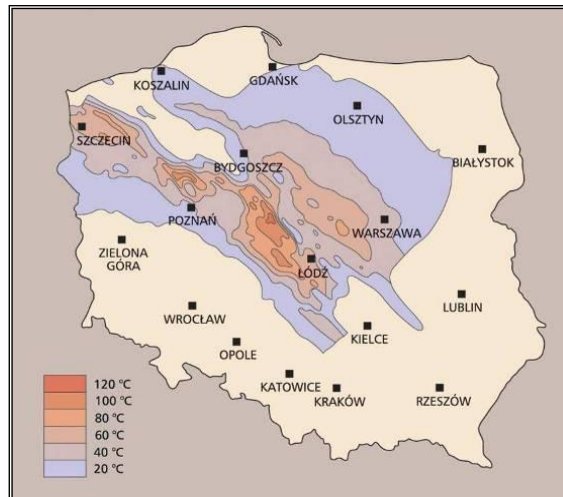 KOSZALIN
GDAŃSK
OLSZTYN
SZCZECIN
BIAŁYSTOK
BYDGOSZCZ
POZNAŃ
WARSZAWA
ZIELONA
GÓRA
ŁÓDŹ
LUBLIN
WROCŁAW
KIELCE
OPOLE
KATOWICE
KRAKÓW
RZESZÓW
120 °C
100 °C
80 °C
60 °C
40 °C
20 °C